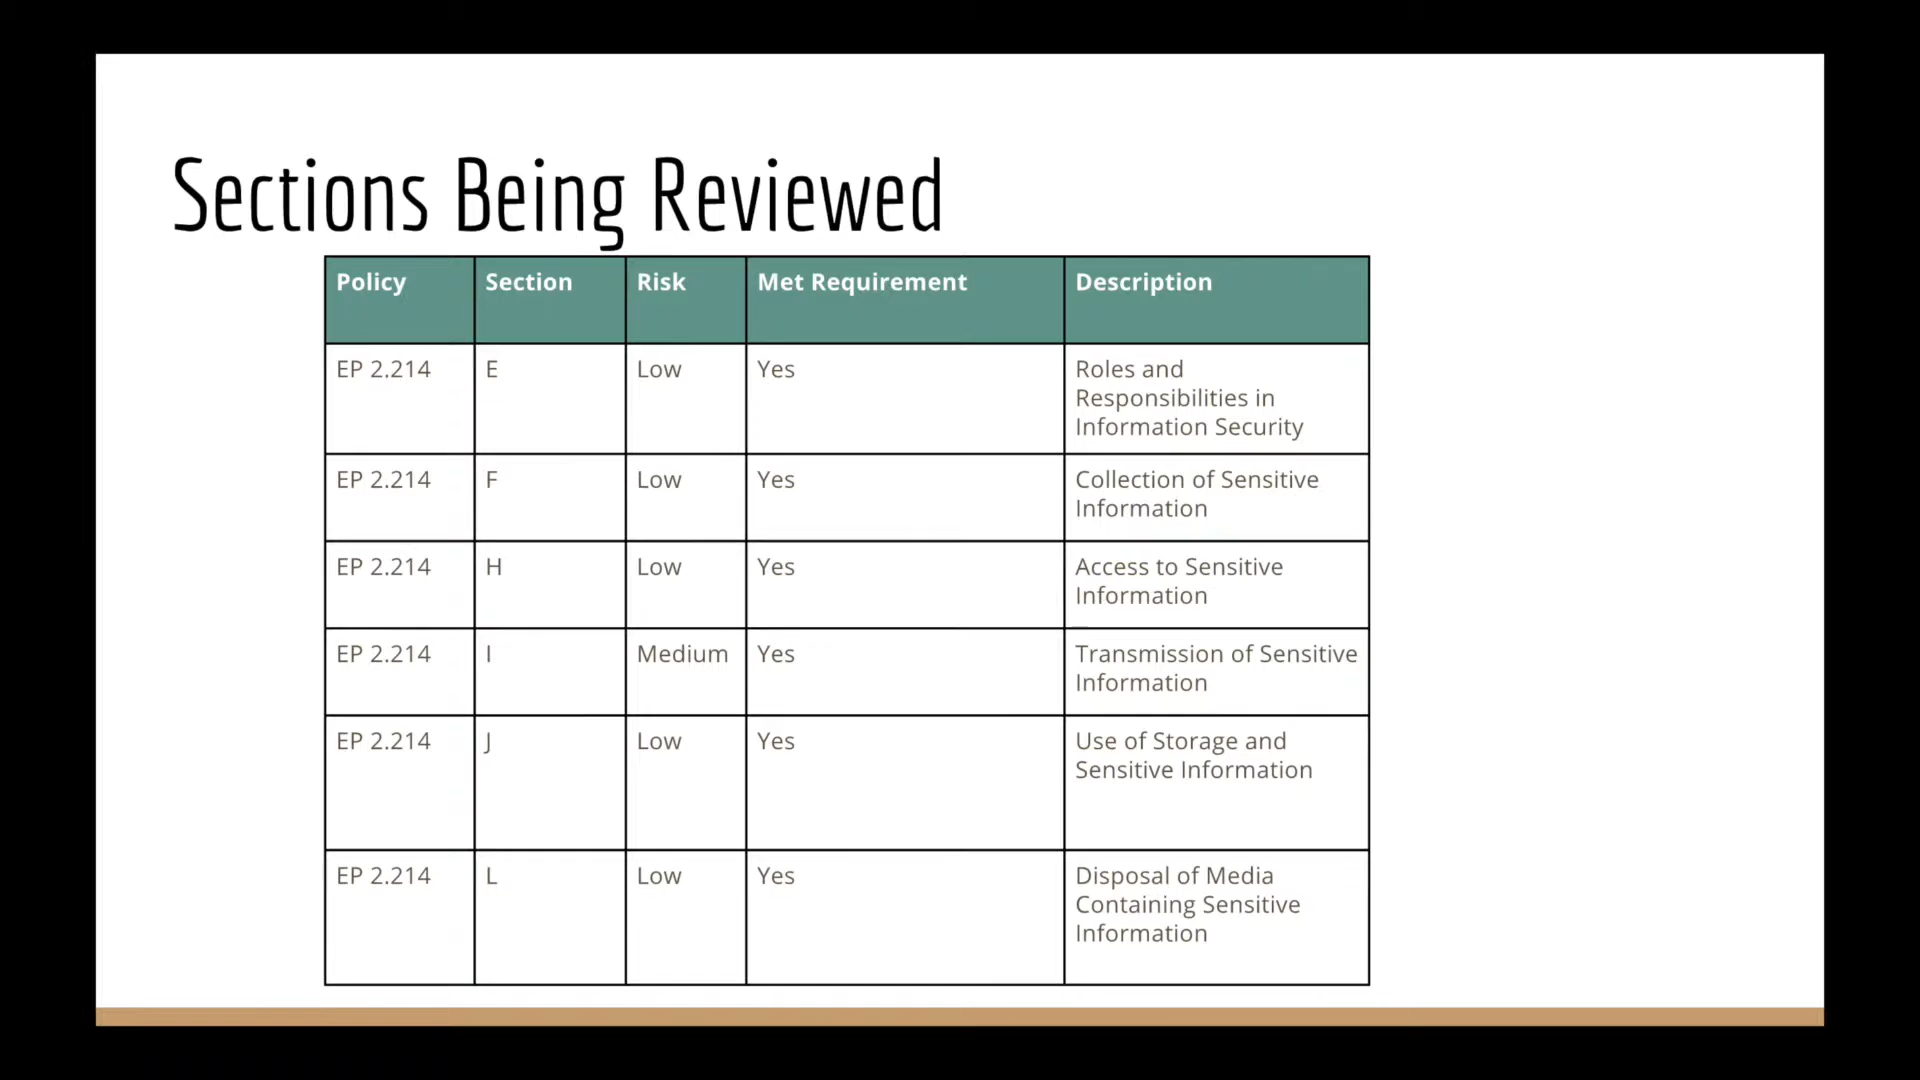 Sections Being Reviewed
Policy Section Risk Met Requirement Description
EP 2.214 E Low Yes Roles and
Responsibilities in
Information Security
EP 2.214 F Low Yes Collection of Sensitive
Information
EP 2.214 H Low Yes Access to Sensitive
Information
EP 2.214 I Medium Yes Transmission of Sensitive
Information
EP 2.214 J Low Yes Use of Storage and
Sensitive Information
EP 2.214 L Low Yes Disposal of Media
Containing Sensitive
Information